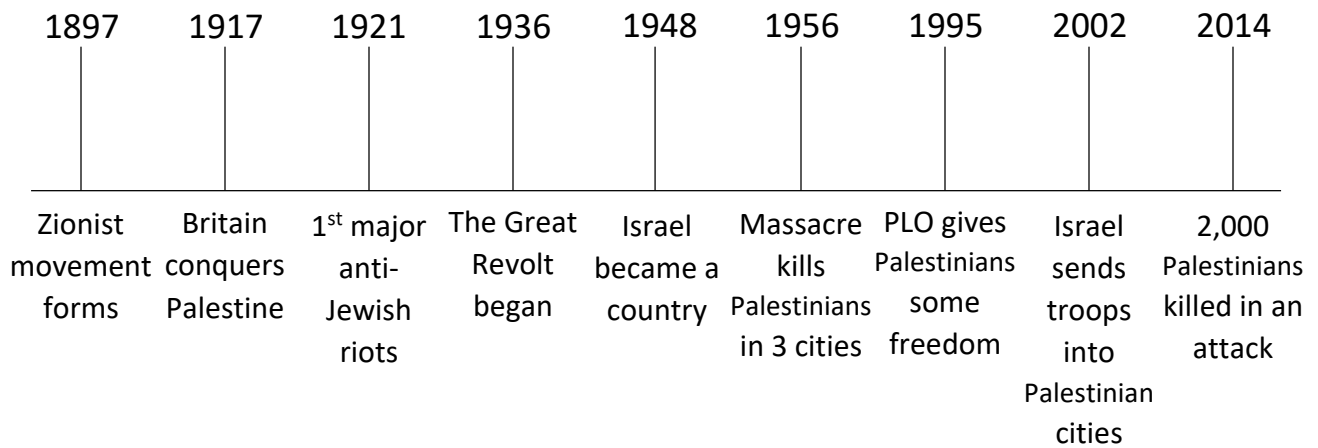 1897 1917 1921 1936 1948 1956 1995 2002 2014
Zionist
movement
forms
Britain
conquers
Palestine
1st major
anti-
Jewish
riots
The Great
Revolt
began
Israel
became a
country
Massacre
kills
Palestinians
in 3 cities
PLO gives
Palestinians
some
freedom
Israel
sends
troops
into
Palestinian
cities
2,000
Palestinians
killed in an
attack